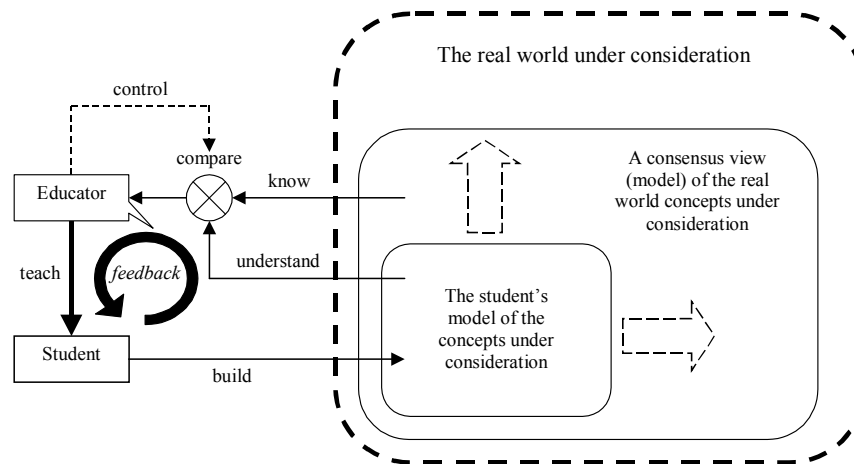 The real world under consideration
control
compare
A consensus view
(model) of the real
world concepts under
consideration
Educator
know
understand
teach
feedback
The student’s
model of the
concepts under
consideration
Student
build